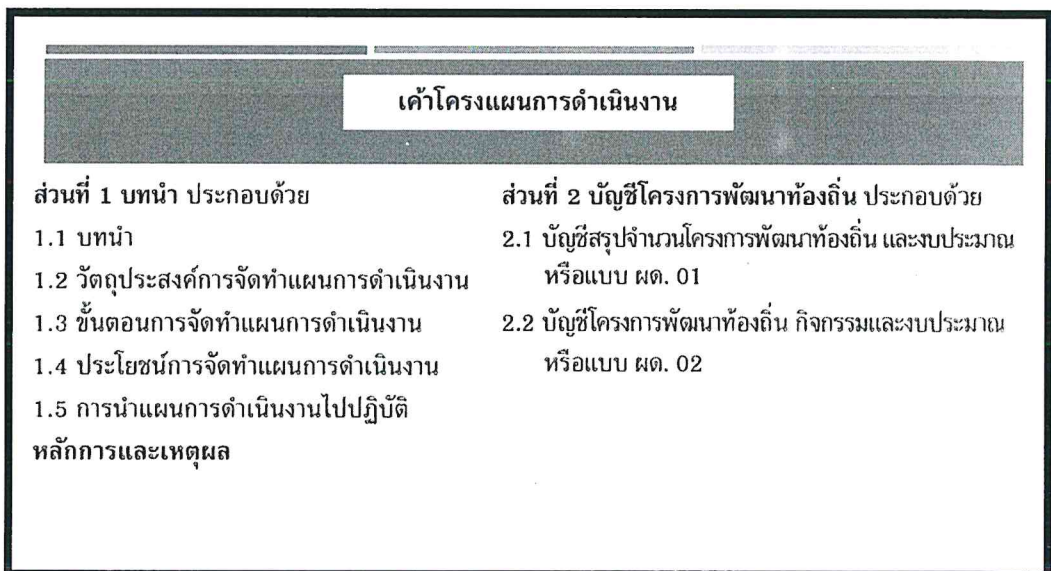 เค้าโครงแผนการดำเนินงาน
ส่วนที่ 1 บทนำ ประกอบด้วย
1.1 บทนำ
1.2 วัตถุประสงค์การจัดทำแผนการดำเนินงาน
1.3 ขั้นตอนการจัดทำแผนการดำเนินงาน
1.4 ประโยชน์การจัดทำแผนการดำเนินงาน
1.5 การนำแผนการดำเนินงานไปปฏิบัติ
หลักการและเหตุผล
ส่วนที่ 2 บัญชีโครงการพัฒนาท้องถิ่น ประกอบด้วย
2.1 บัญชีสรุปจำนวนโครงการพัฒนาท้องถิ่น และงบประมาณ
หรือแบบ ผด. 01
2.2 บัญชีโครงการพัฒนาท้องถิ่น กิจกรรมและงบประมาณ
หรือแบบ ผด. 02